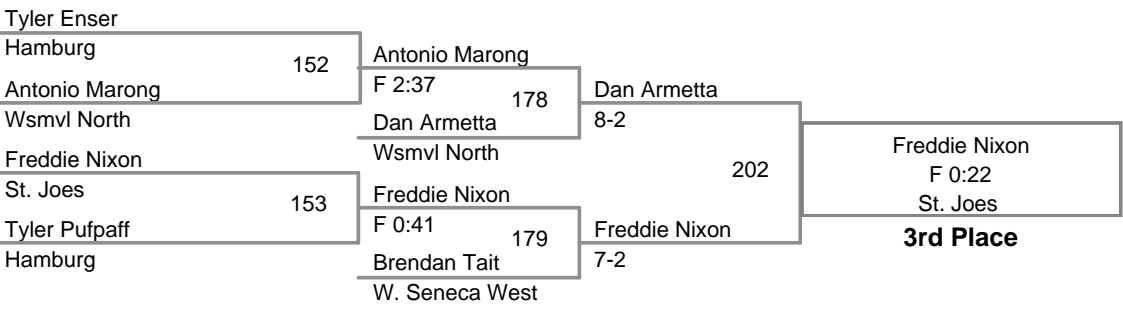 Tyler Enser
Hamburg
152
Antonio Marong
Wsmvl North
Freddie Nixon
St. Joes
153
Tyler Pufpaff
Hamburg
Antonio Marong
F 2:37
178
Dan Armetta
Wsmvl North
Freddie Nixon
F 0:41
179
Brendan Tait
W. Seneca West
Dan Armetta
8-2
202
Freddie Nixon
7-2
Freddie Nixon
F 0:22
St. Joes
3rd Place